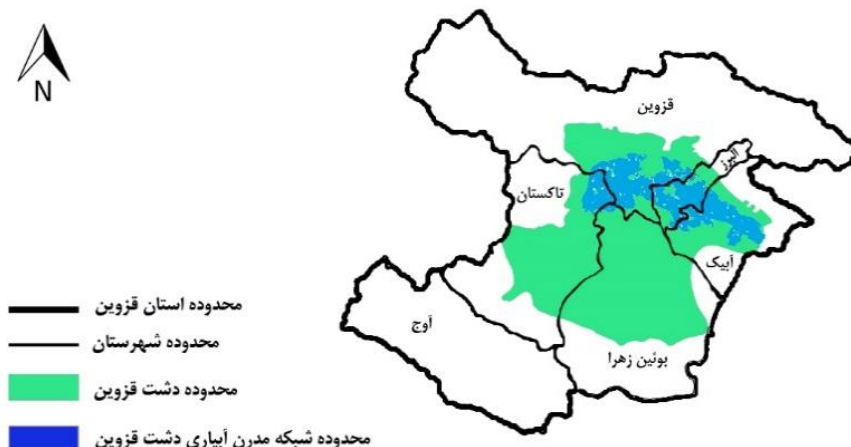 N
قزوین
البرز
تاکستان
آبیک
آوج
بوئین زهرا
محدوده استان قزوین
محدوده شهرستان
محدوده دشت قزوین
محدوده شبکه مدرن آبیاری دشت قزوین